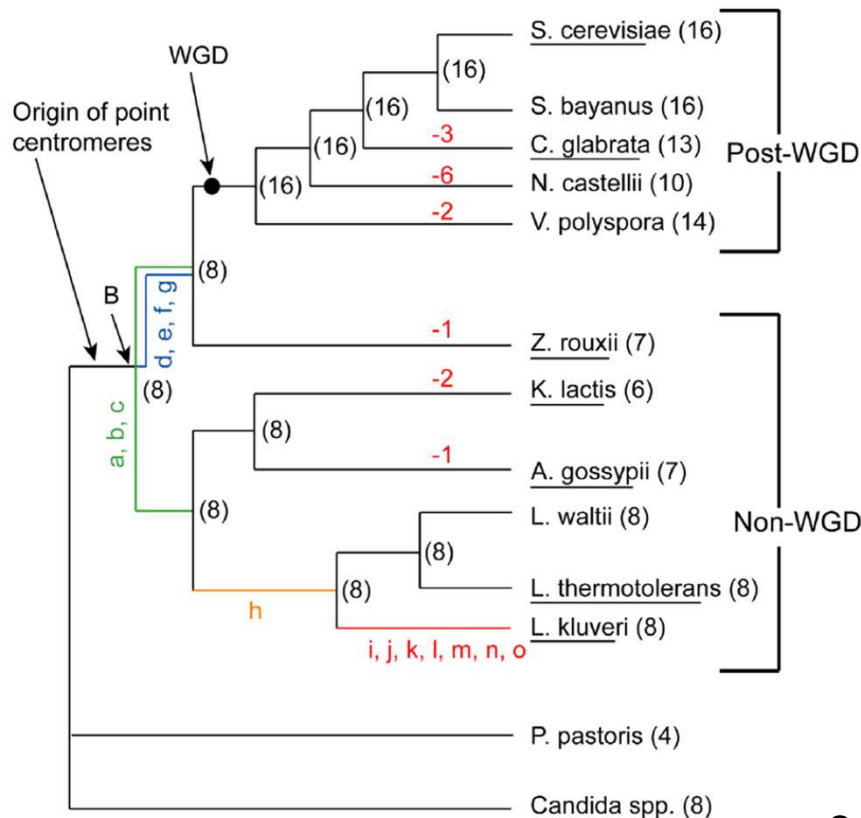 S. cerevisiae (16)
WGD
(16)
S. bayanus (16)
Origin of point
centromeres
(16)
-3
C. glabrata (13)
Post-WGD
(16)
-6
N. castellii (10)
(16)
-2
V. polyspora (14)
(8)
B
d, e, f, g
-1
Z. rouxii (7)
(8)
-2
K. lactis (6)
a, b, c
(8)
-1
A. gossypii (7)
(8)
L. waltii (8)
Non-WGD
(8)
L. thermotolerans (8)
h
(8)
L. kluveri (8)
i, j, k, l, m, n, o
P. pastoris (4)
Candida spp. (8)